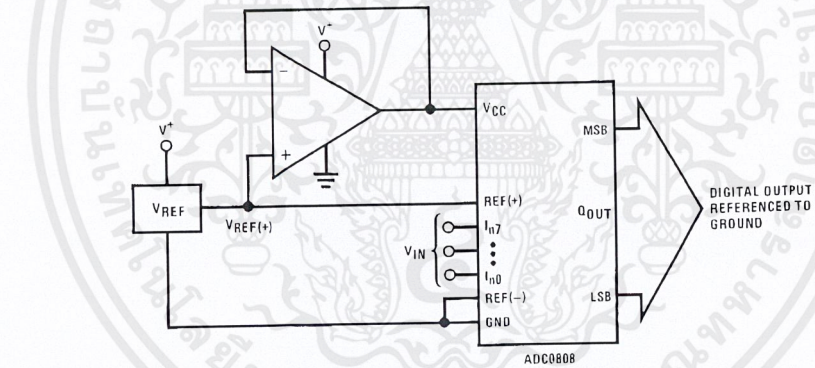 V+
−
V+
+
VCC
MSB
VREF
VREF(+)
REF(+)
QOUT
DIGITAL OUTPUT
REFERENCED TO
GROUND
VIN
In7
In0
REF(−)
LSB
GND
ADC0808